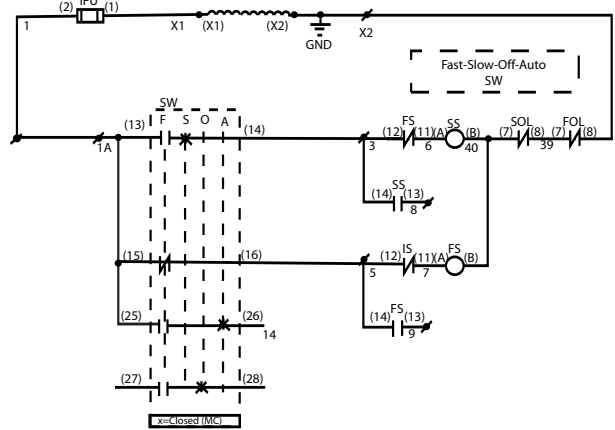 IPU
(2) (1)
1 X1 (X1) (X2) X2
GND
Fast-Slow-Off-Auto
SW
SW
F S O A
(13) (14)
1A
FS SS SOL FOL
(12) (11) (A) (B) (7) (8) (7) (8)
3 6 40 39
SS
(14) (13)
8
(15) (16)
IS FS
(12) (11) (A) (B)
5 7
FS
(14) (13)
9
(25) (26)
14
(27) (28)
x=Closed (MC)